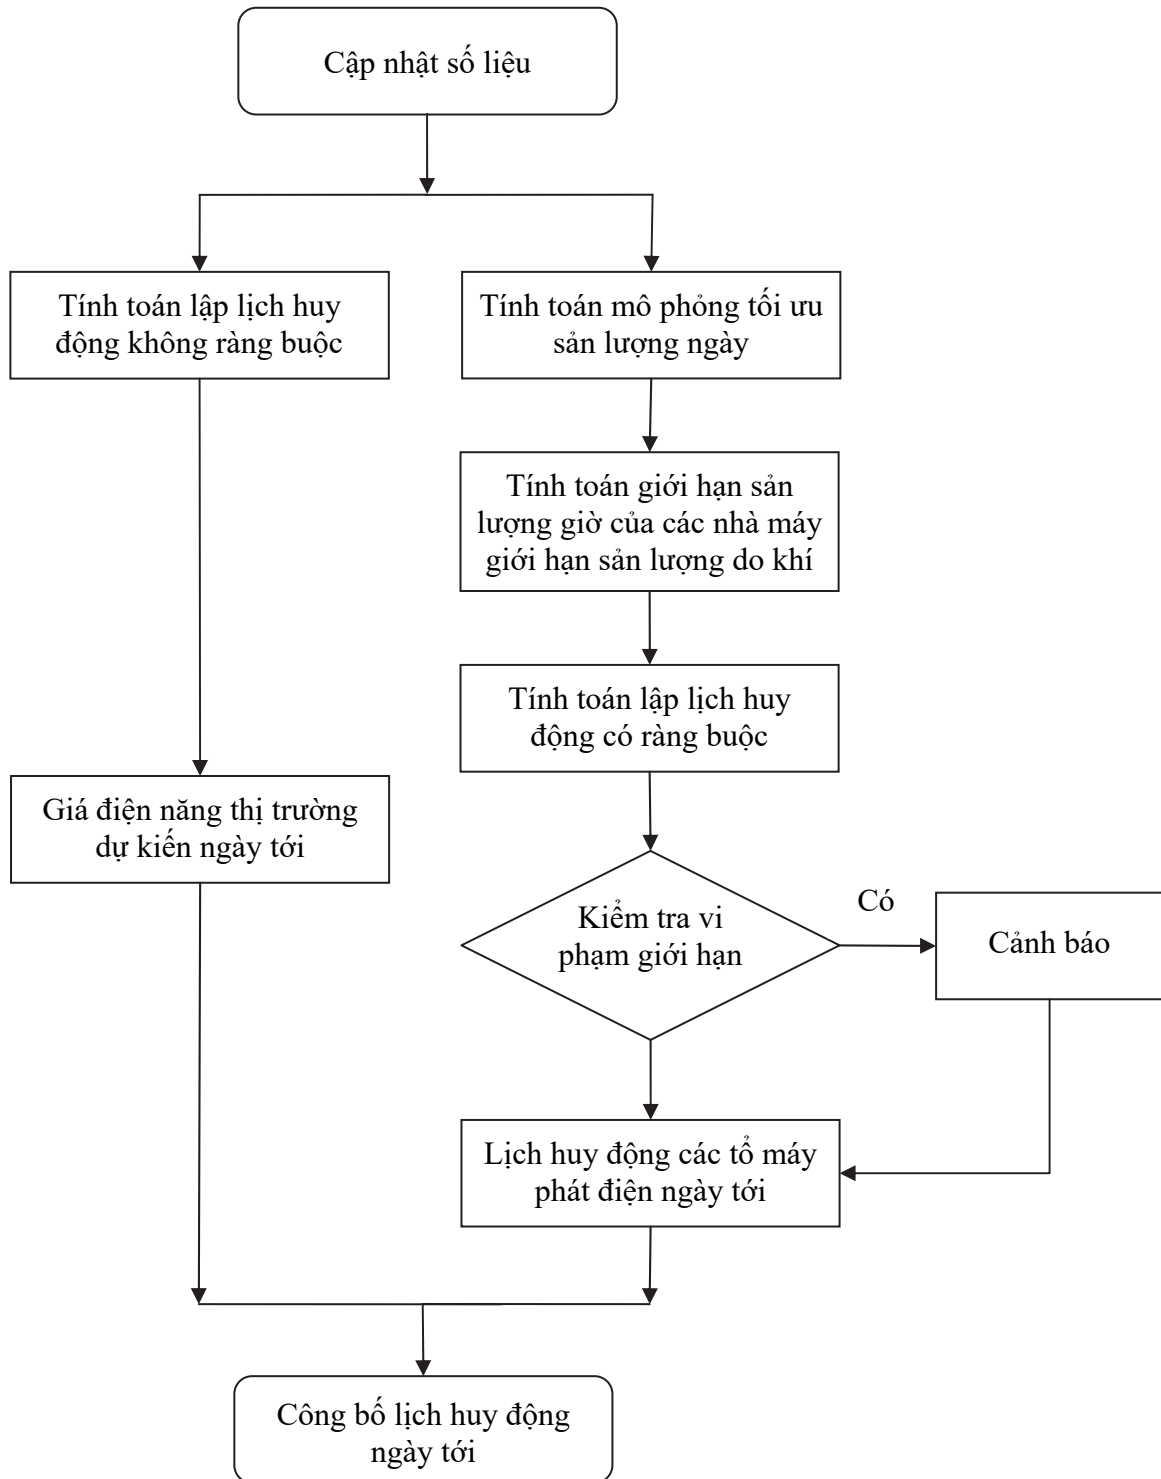 Cập nhật số liệu
Tính toán lập lịch huy
động không ràng buộc
Tính toán mô phỏng tối ưu
sản lượng ngày
Tính toán giới hạn sản
lượng giờ của các nhà máy
giới hạn sản lượng do khí
Tính toán lập lịch huy
động có ràng buộc
Giá điện năng thị trường
dự kiến ngày tới
Kiểm tra vi
phạm giới hạn
Có
Cảnh báo
Lịch huy động các tổ máy
phát điện ngày tới
Công bố lịch huy động
ngày tới